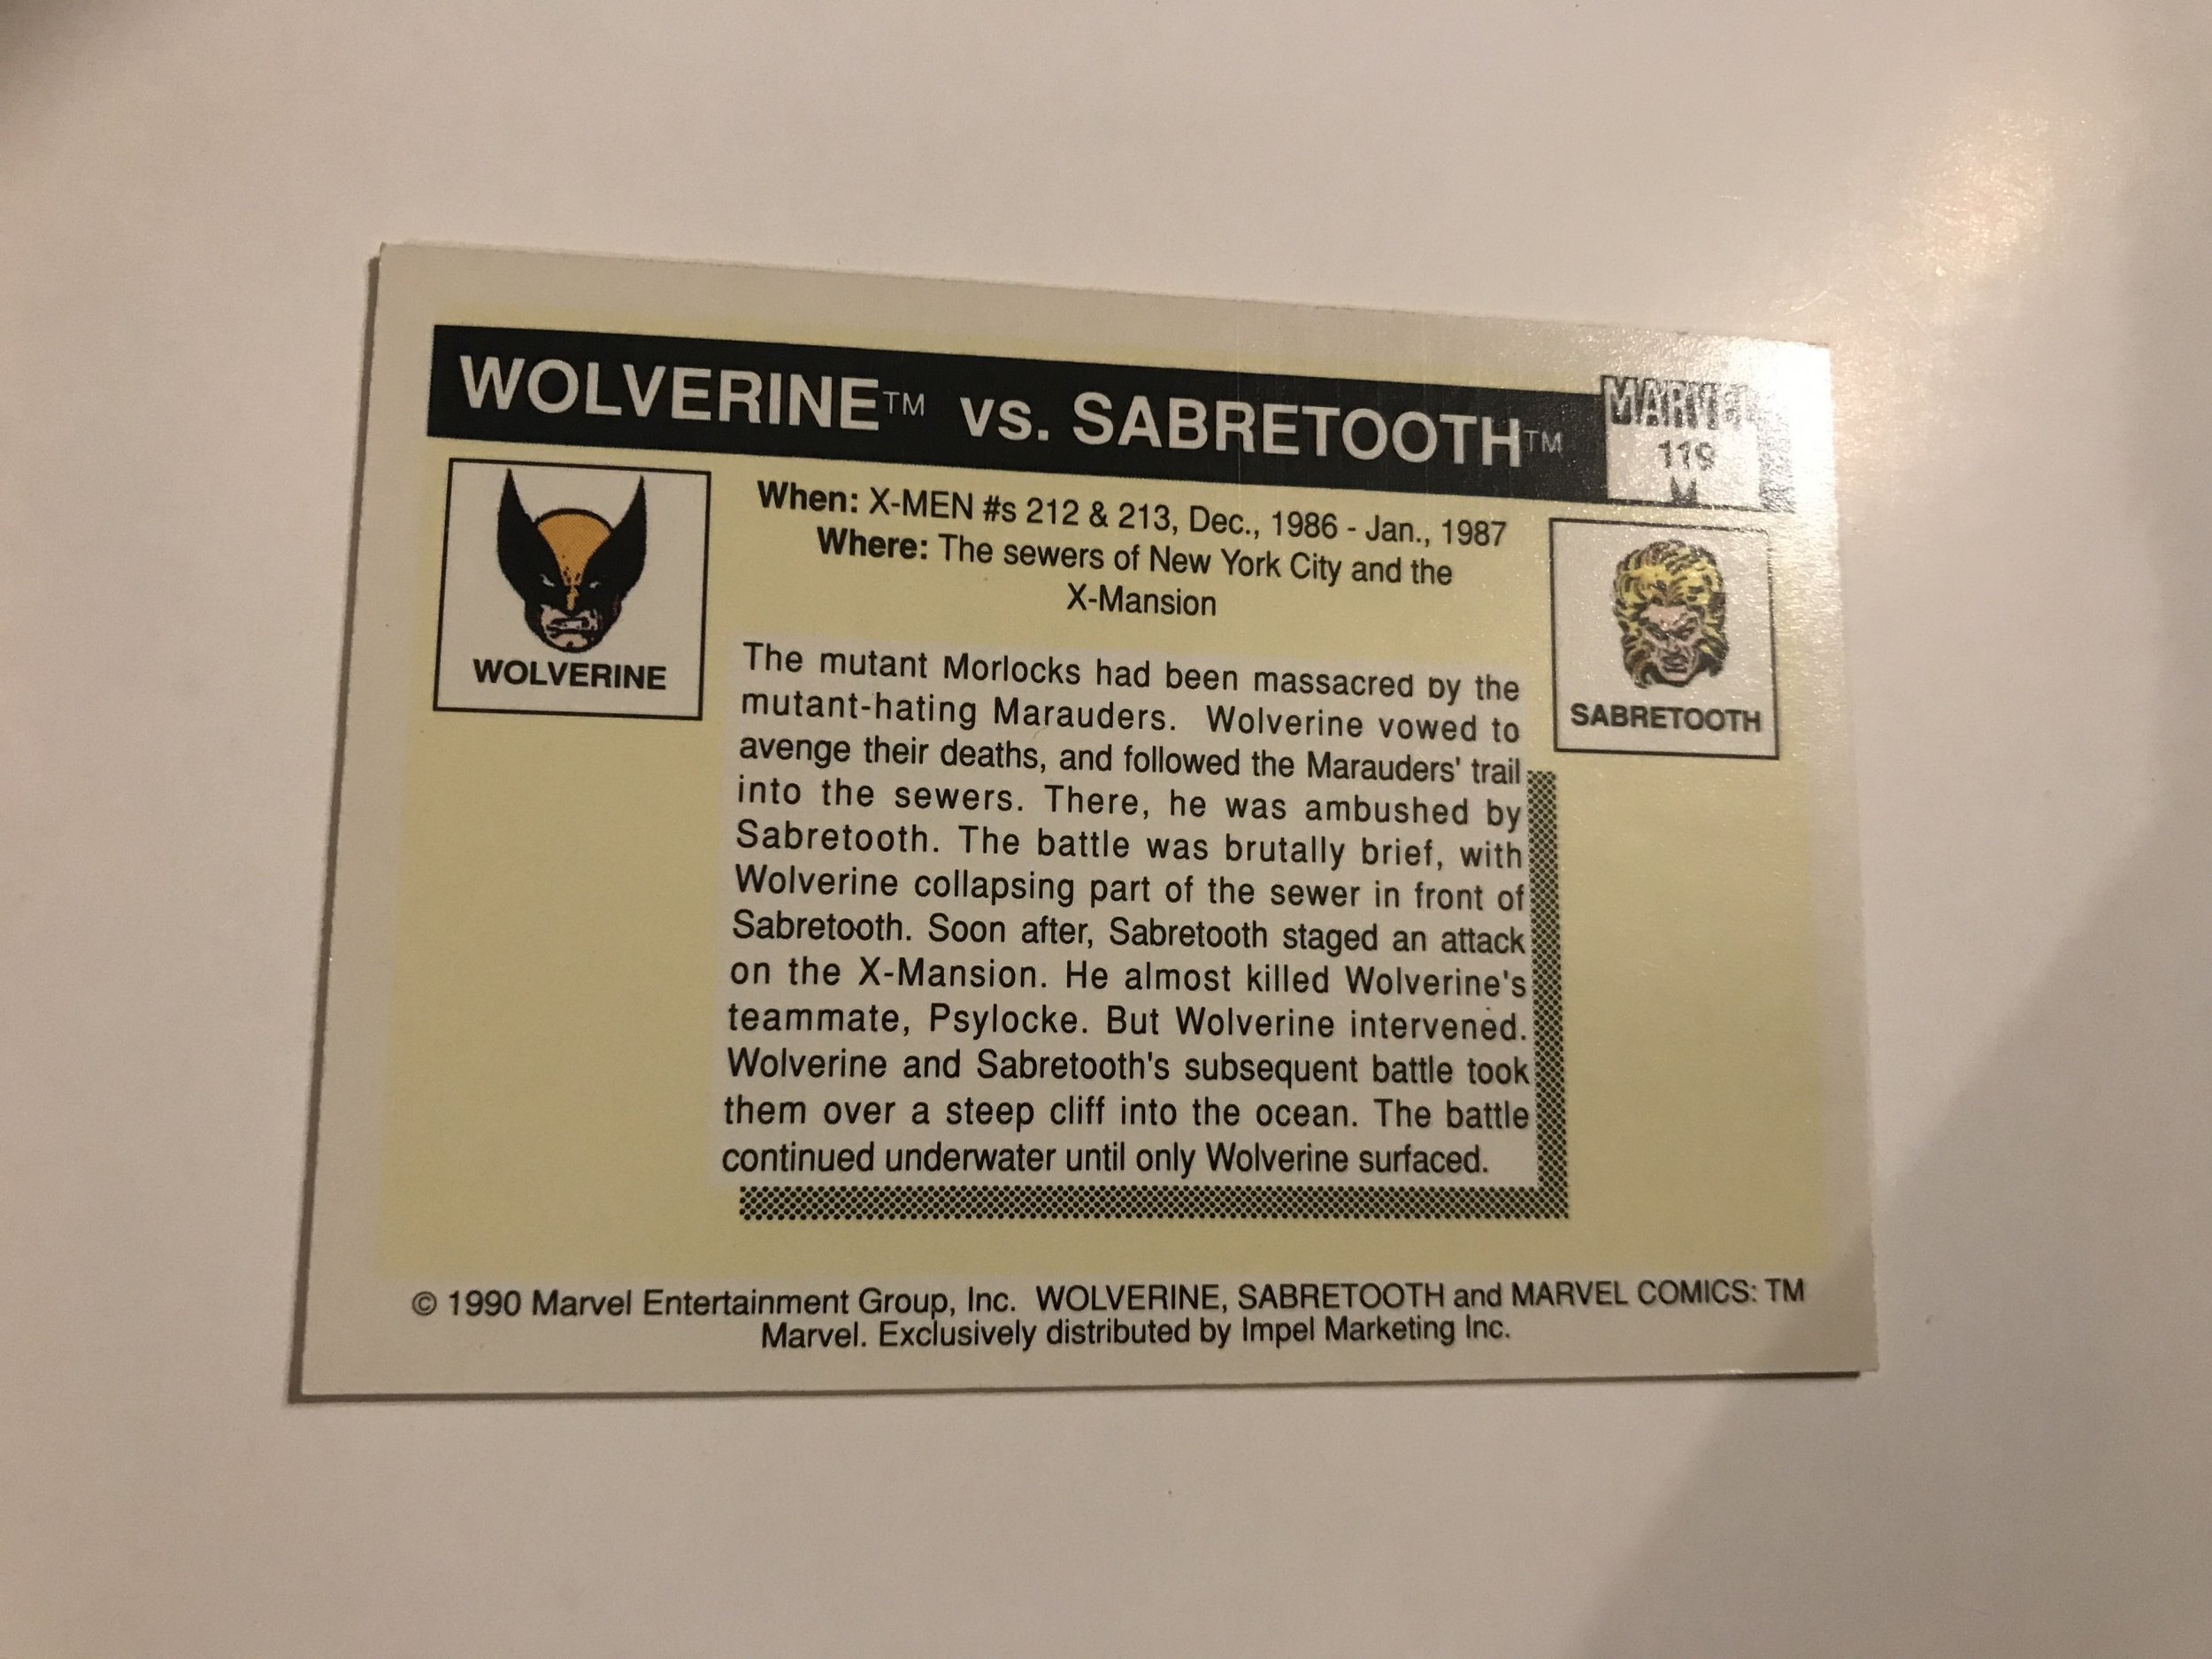 WOLVERINE™ vs. SABRETOOTH™
MARVEL
119
M
WOLVERINE
When: X-MEN #s 212 & 213, Dec., 1986 - Jan., 1987
Where: The sewers of New York City and the
X-Mansion
SABRETOOTH
The mutant Morlocks had been massacred by the
mutant-hating Marauders. Wolverine vowed to
avenge their deaths, and followed the Marauders' trail
into the sewers. There, he was ambushed by
Sabretooth. The battle was brutally brief, with
Wolverine collapsing part of the sewer in front of
Sabretooth. Soon after, Sabretooth staged an attack
on the X-Mansion. He almost killed Wolverine's
teammate, Psylocke. But Wolverine intervened.
Wolverine and Sabretooth's subsequent battle took
them over a steep cliff into the ocean. The battle
continued underwater until only Wolverine surfaced.
© 1990 Marvel Entertainment Group, Inc. WOLVERINE, SABRETOOTH and MARVEL COMICS: TM
Marvel. Exclusively distributed by Impel Marketing Inc.